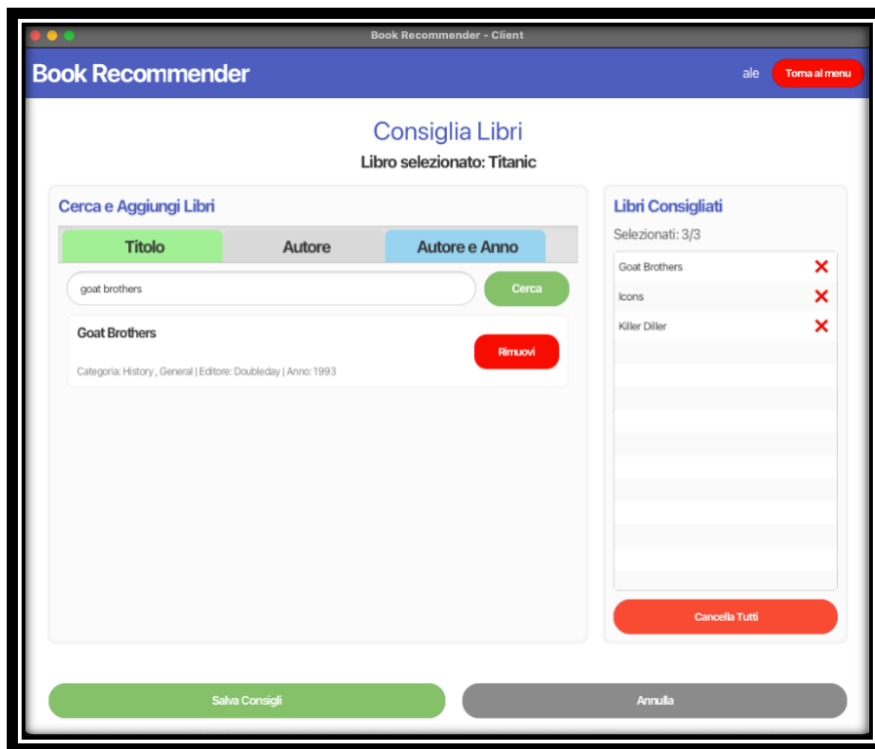 Book Recommender - Client
Book Recommender
ale
Torna al menu
Consiglia Libri
Libro selezionato: Titanic
Cerca e Aggiungi Libri
Titolo
Autore
Autore e Anno
goat brothers
Cerca
Goat Brothers
Rimuovi
Categoria: History , General | Editore: Doubleday | Anno: 1993
Libri Consigliati
Selezionati: 3/3
Goat Brothers
Icons
Killer Diller
Cancella Tutti
Salva Consigli
Annulla